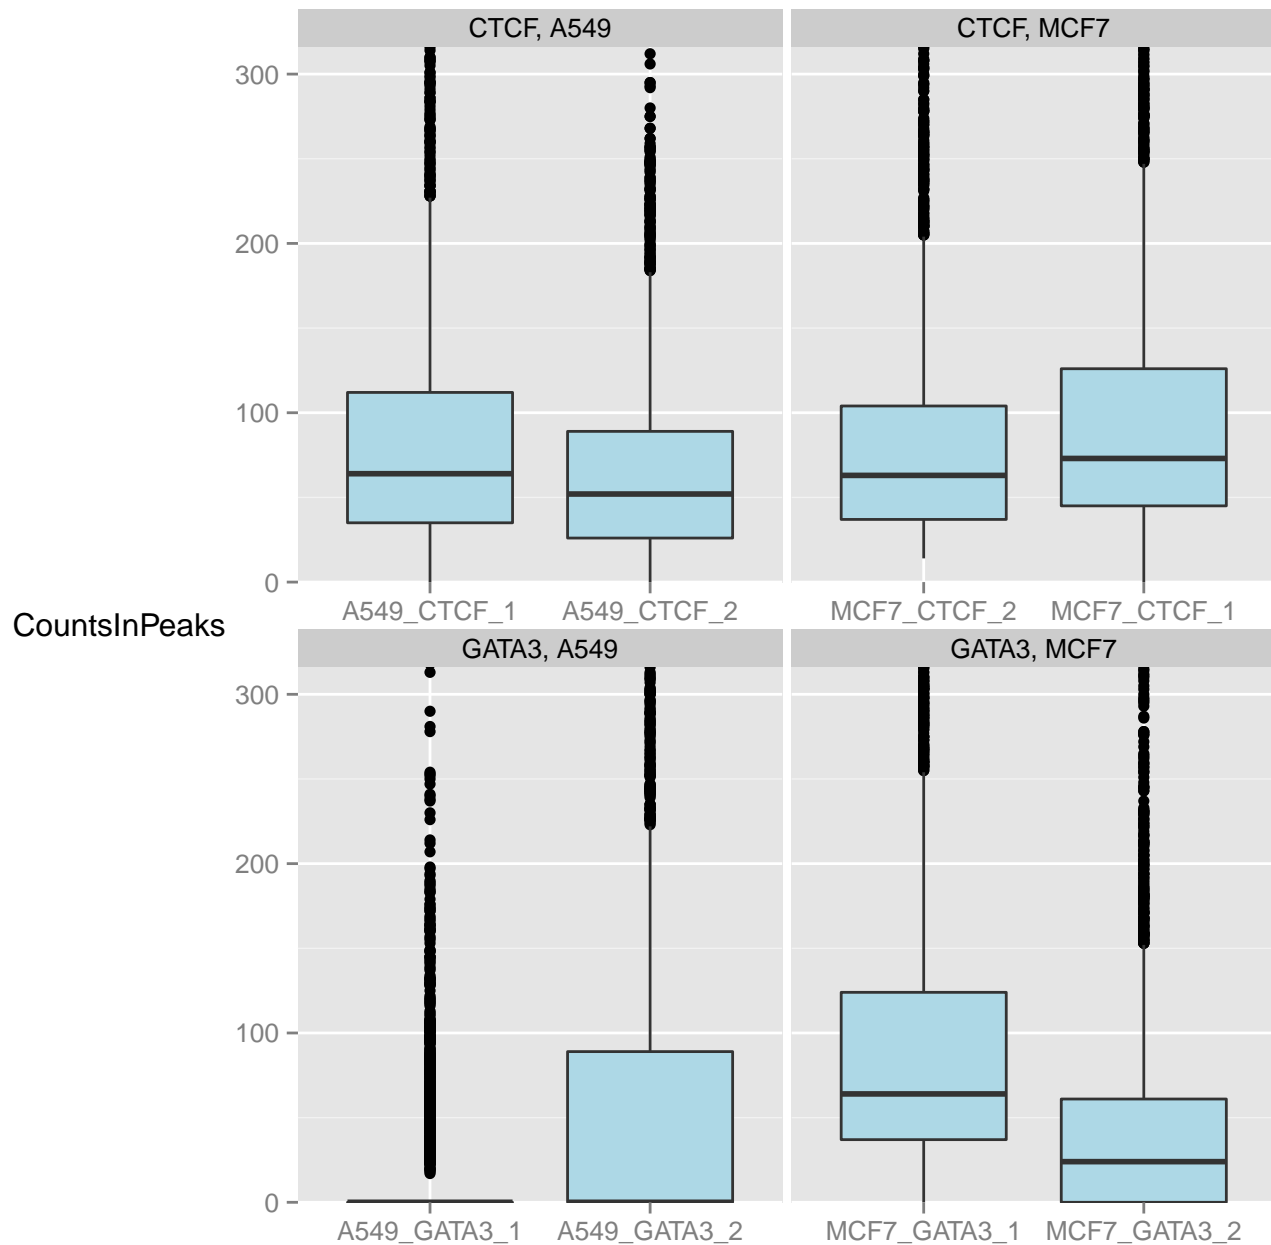 CTCF, A549
CTCF, MCF7
300
200
100
0
A549_CTCF_1
A549_CTCF_2
MCF7_CTCF_2
MCF7_CTCF_1
CountsInPeaks
GATA3, A549
GATA3, MCF7
300
200
100
0
A549_GATA3_1
A549_GATA3_2
MCF7_GATA3_1
MCF7_GATA3_2